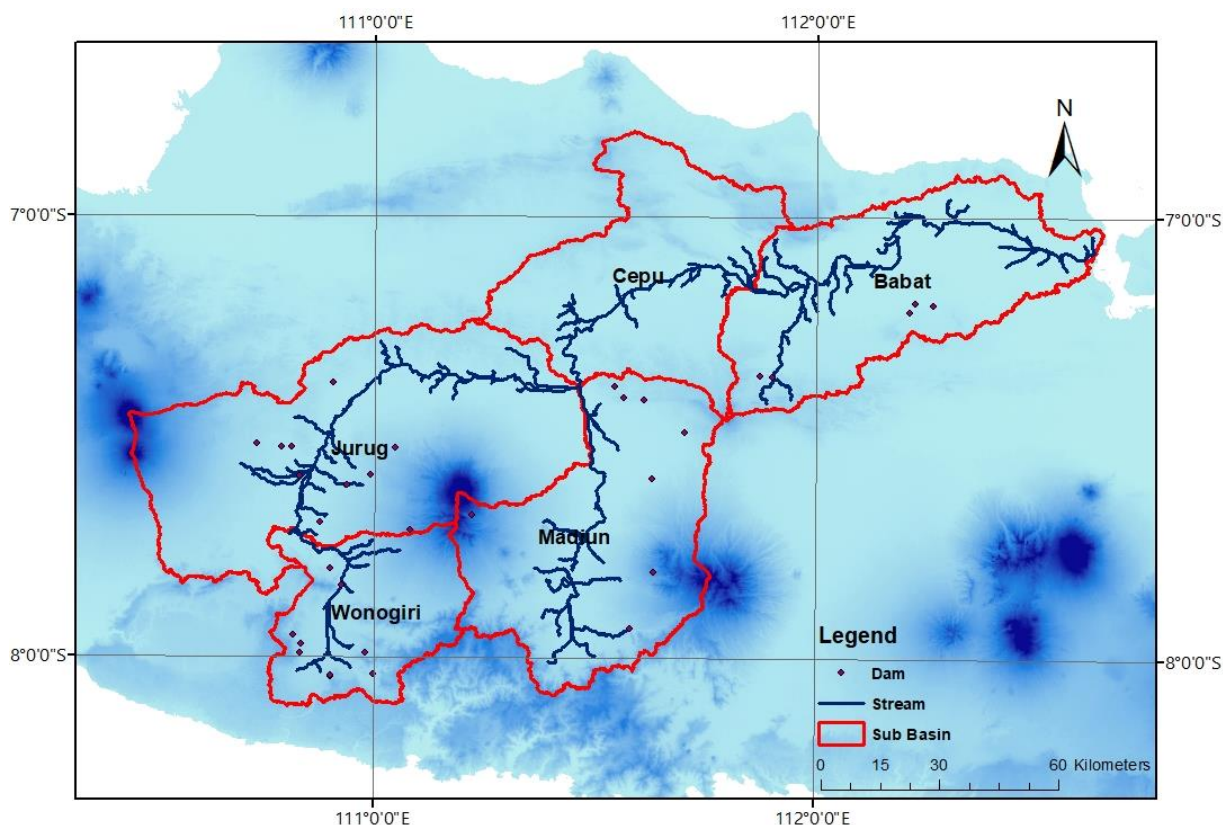 111°0'0"E
112°0'0"E
N
7°0'0"S
7°0'0"S
Cepu
Babat
Jurug
Madiun
Wonogiri
Legend
8°0'0"S
8°0'0"S
Dam
Stream
Sub Basin
0 15 30 60 Kilometers
111°0'0"E
112°0'0"E